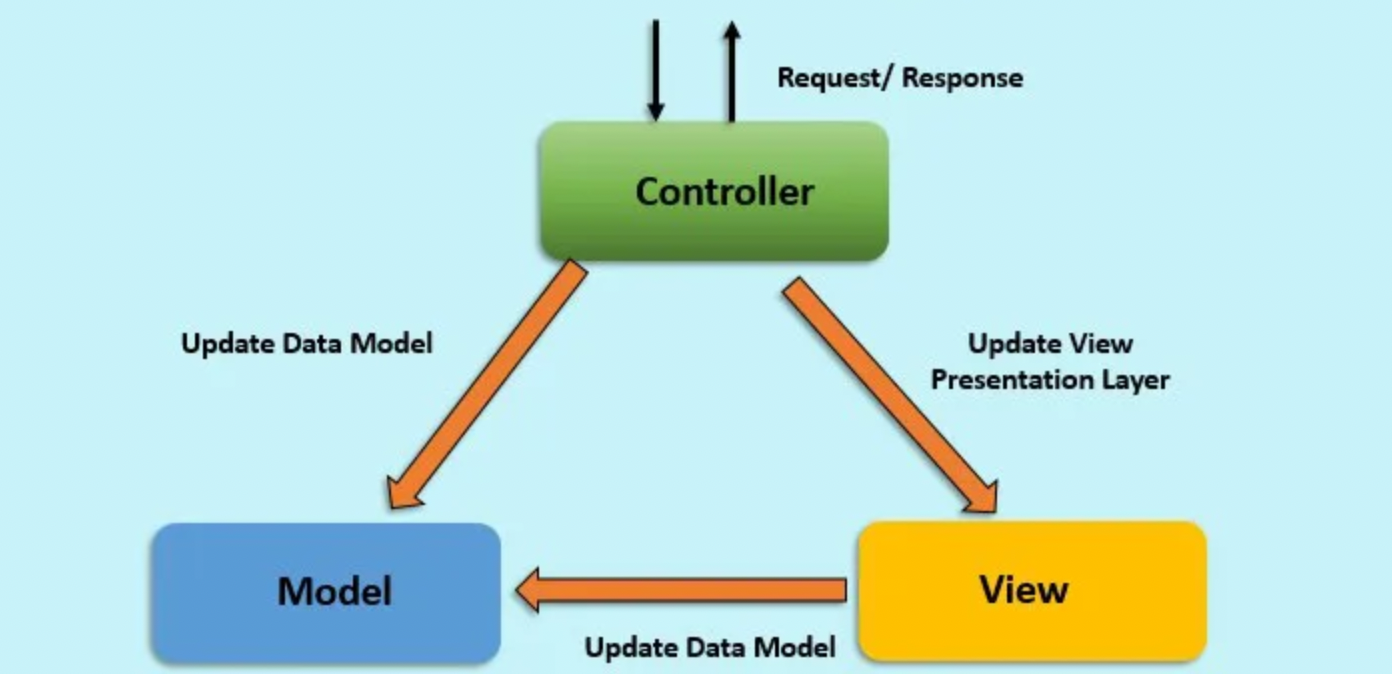 Request/ Response
Controller
Update Data Model
Update View
Presentation Layer
Model
View
Update Data Model